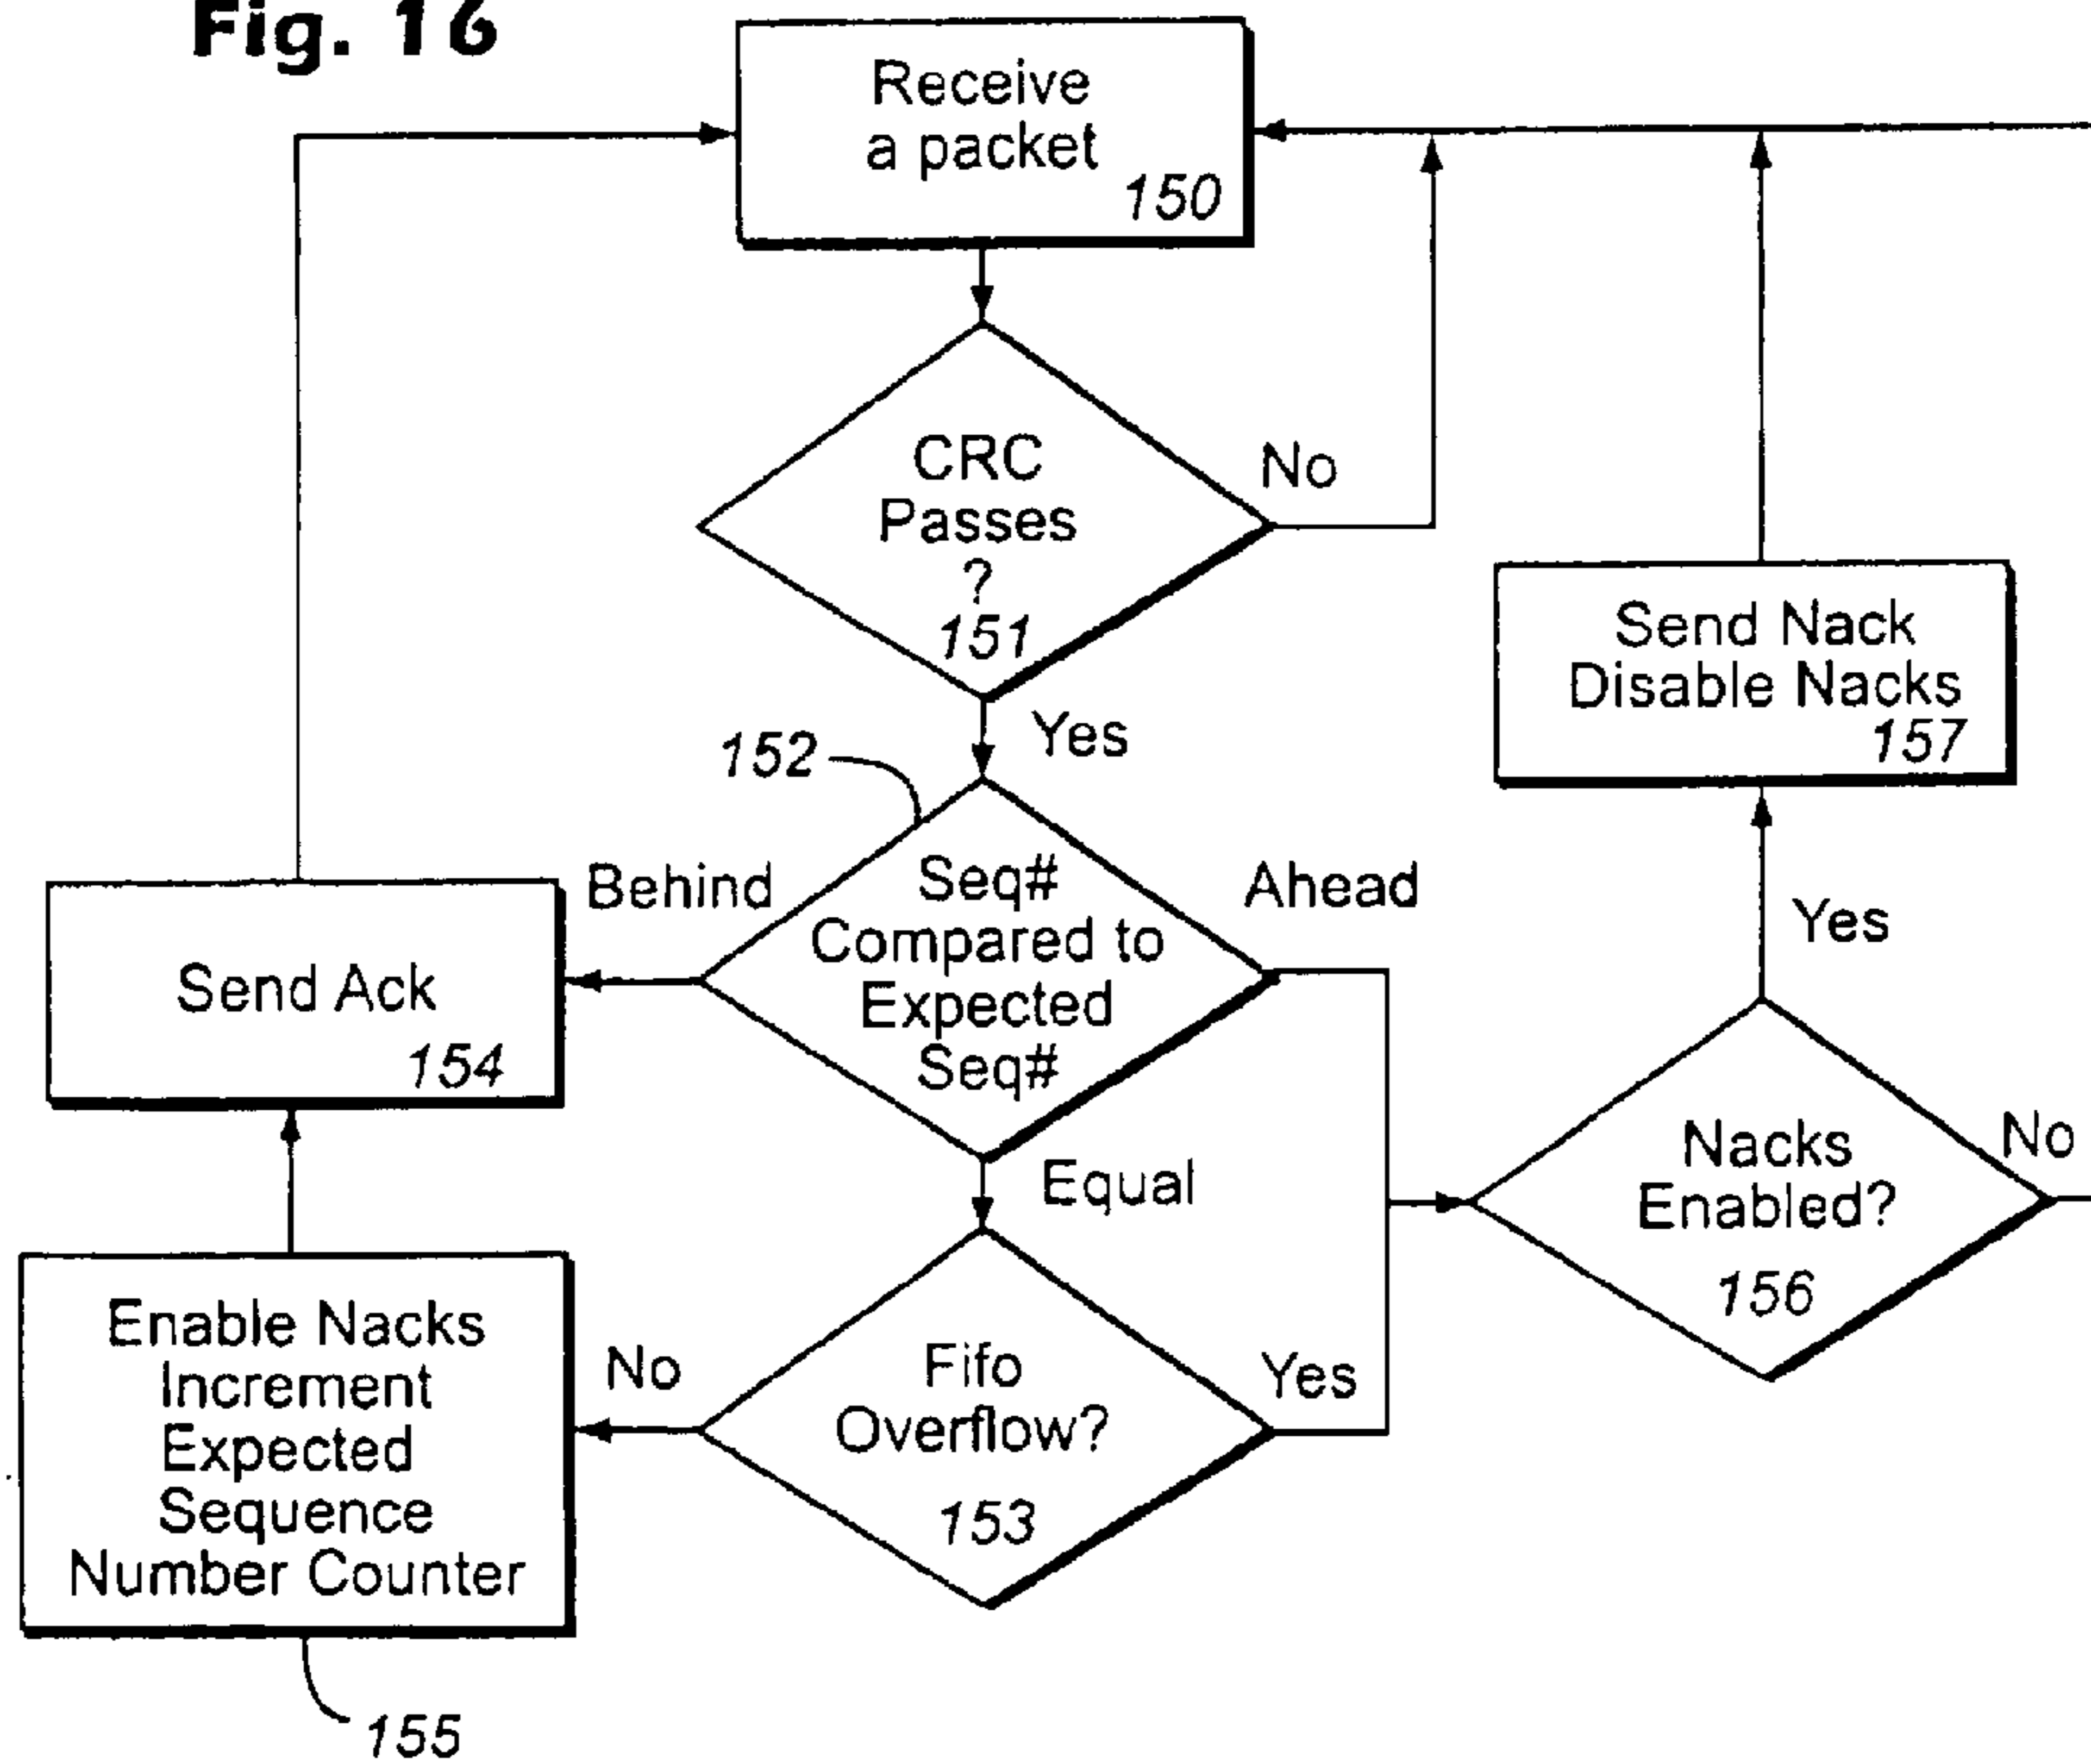 Fig. 16
Receive
a packet
150
CRC
Passes
?
151
No
Yes
152
Seq#
Compared to
Expected
Seq#
Behind
Ahead
Equal
Send Ack
154
Send Nack
Disable Nacks
157
Yes
Nacks
Enabled?
156
No
Fifo
Overflow?
153
No
Yes
Enable Nacks
Increment
Expected
Sequence
Number Counter
155